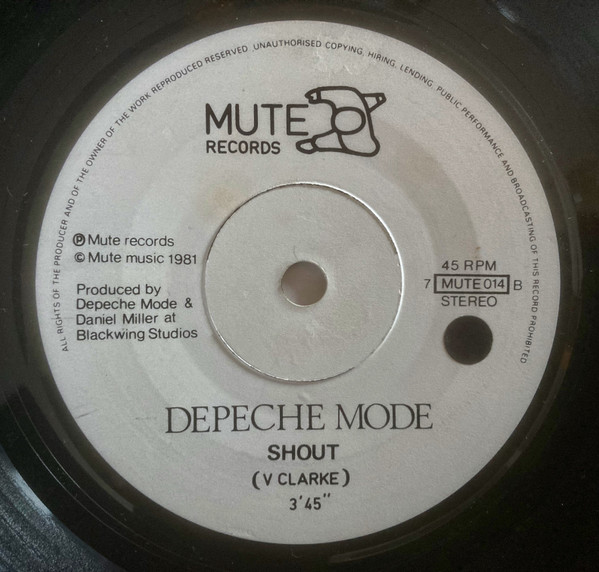 ALL RIGHTS OF THE PRODUCER AND OF THE OWNER OF THE WORK REPRODUCED RESERVED. UNAUTHORISED COPYING, HIRING, LENDING, PUBLIC PERFORMANCE AND BROADCASTING OF THIS RECORD PROHIBITED
MUTE
RECORDS
℗ Mute records
© Mute music 1981
Produced by
Depeche Mode &
Daniel Miller at
Blackwing Studios
45 RPM
7 MUTE 014 B
STEREO
DEPECHE MODE
SHOUT
(V CLARKE)
3'45"